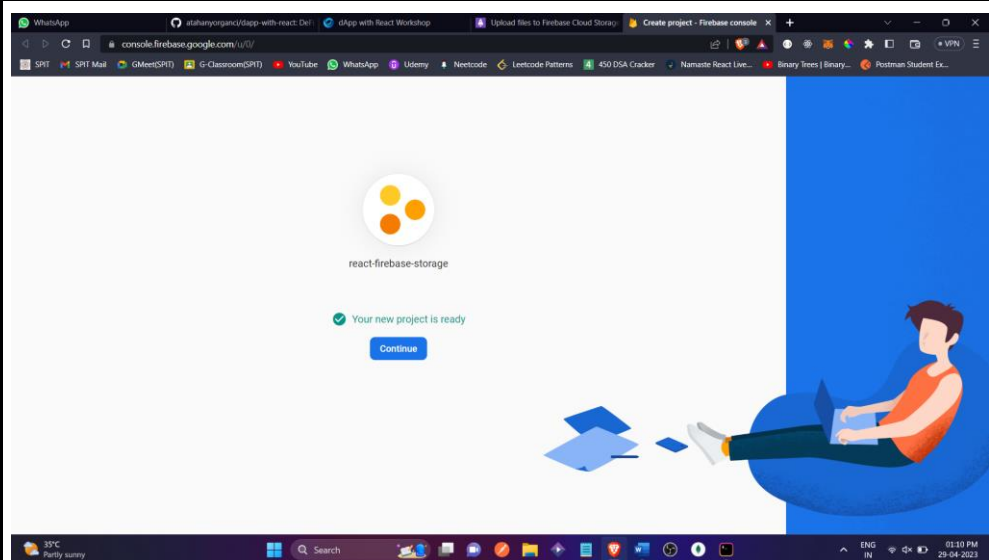 WhatsApp
atahanyorganci/dapp-with-react: DeFi
dApp with React Workshop
Upload files to Firebase Cloud Storage
Create project - Firebase console
console.firebase.google.com/u/0/
VPN
SPIT
SPIT Mail
GMeet(SPIT)
G-Classroom(SPIT)
YouTube
WhatsApp
Udemy
Neetcode
Leetcode Patterns
4 450 DSA Cracker
Namaste React Live...
Binary Trees | Binary...
Postman Student Ex...
react-firebase-storage
Your new project is ready
Continue
35°C
Partly sunny
Search
ENG
IN
01:10 PM
29-04-2023